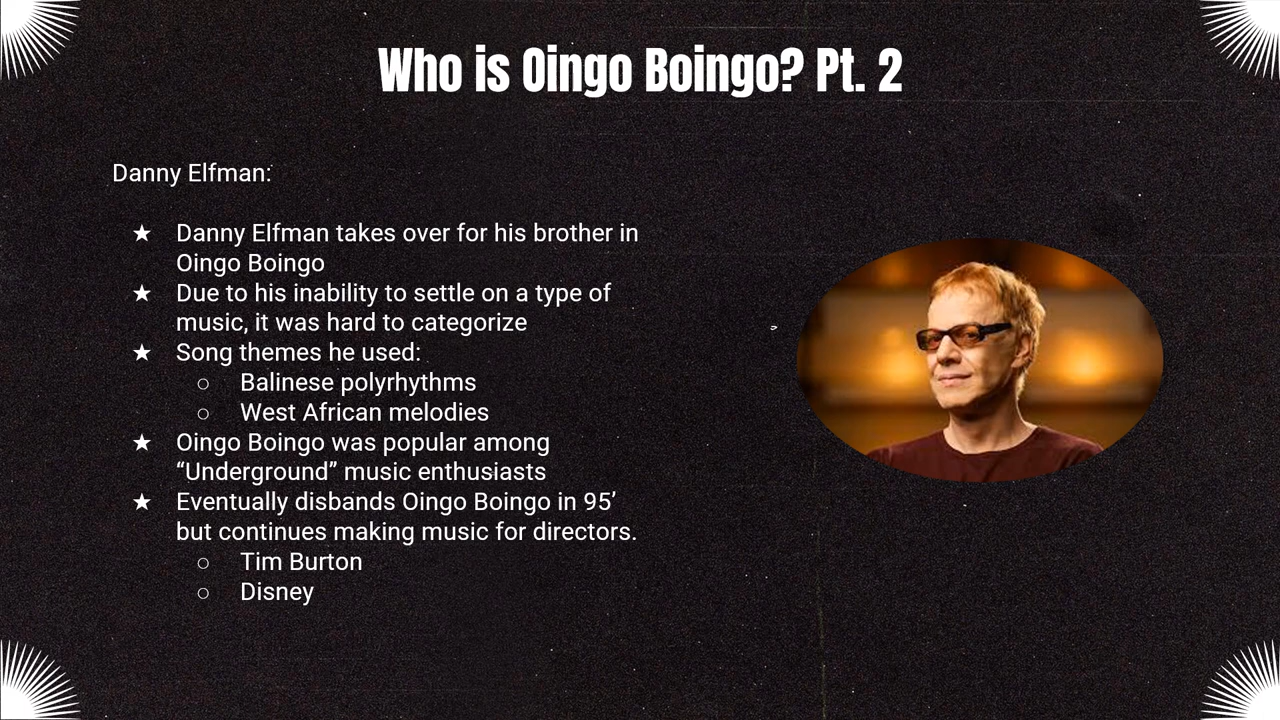 Who is Oingo Boingo? Pt. 2
Danny Elfman:
★ Danny Elfman takes over for his brother in
Oingo Boingo
★ Due to his inability to settle on a type of
music, it was hard to categorize
★ Song themes he used:
○ Balinese polyrhythms
○ West African melodies
★ Oingo Boingo was popular among
“Underground” music enthusiasts
★ Eventually disbands Oingo Boingo in 95’
but continues making music for directors.
○ Tim Burton
○ Disney